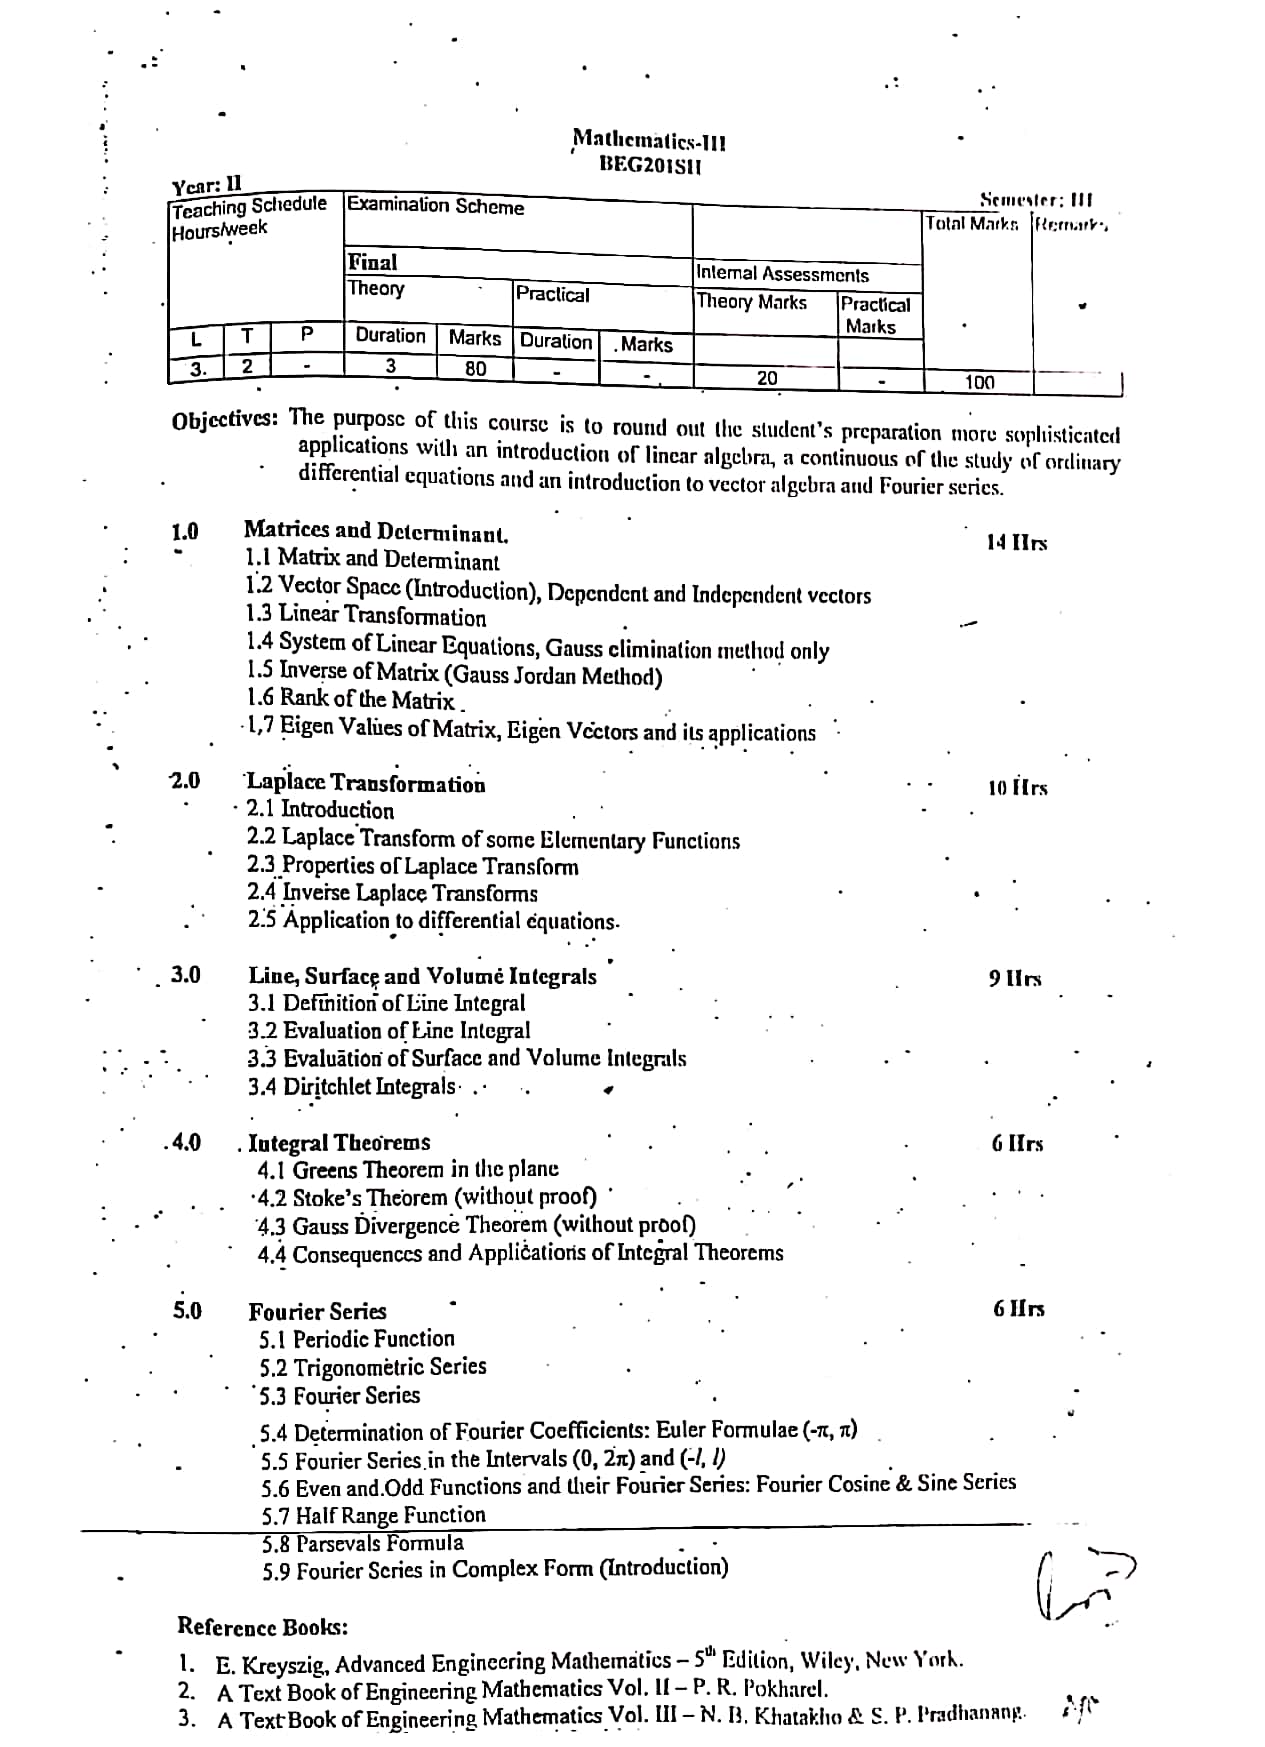 Mathematics-III
BEG201SH
Year: II
Semester: III
Teaching Schedule
Hours/week
Examination Scheme
Total Marks
Remarks
Final
Internal Assessments
Theory
Practical
Theory Marks
Practical
Marks
L T P Duration Marks Duration Marks
3. 2 - 3 80 - - 20 - 100
Objectives: The purpose of this course is to round out the student's preparation more sophisticated
applications with an introduction of linear algebra, a continuous of the study of ordinary
differential equations and an introduction to vector algebra and Fourier series.
1.0 Matrices and Determinant. 14 Hrs
1.1 Matrix and Determinant
1.2 Vector Space (Introduction), Dependent and Independent vectors
1.3 Linear Transformation
1.4 System of Linear Equations, Gauss elimination method only
1.5 Inverse of Matrix (Gauss Jordan Method)
1.6 Rank of the Matrix
1.7 Eigen Values of Matrix, Eigen Vectors and its applications
2.0 Laplace Transformation 10 Hrs
2.1 Introduction
2.2 Laplace Transform of some Elementary Functions
2.3 Properties of Laplace Transform
2.4 Inverse Laplace Transforms
2.5 Application to differential equations.
3.0 Line, Surface and Volume Integrals 9 Hrs
3.1 Definition of Line Integral
3.2 Evaluation of Line Integral
3.3 Evaluation of Surface and Volume Integrals
3.4 Diritchlet Integrals
4.0 Integral Theorems 6 Hrs
4.1 Greens Theorem in the plane
4.2 Stoke's Theorem (without proof)
4.3 Gauss Divergence Theorem (without proof)
4.4 Consequences and Applications of Integral Theorems
5.0 Fourier Series 6 Hrs
5.1 Periodic Function
5.2 Trigonometric Series
5.3 Fourier Series
5.4 Determination of Fourier Coefficients: Euler Formulae (-π, π)
5.5 Fourier Series in the Intervals (0, 2π) and (-l, l)
5.6 Even and Odd Functions and their Fourier Series: Fourier Cosine & Sine Series
5.7 Half Range Function
5.8 Parsevals Formula
5.9 Fourier Series in Complex Form (Introduction)
Reference Books:
1. E. Kreyszig, Advanced Engineering Mathematics – 5th Edition, Wiley, New York.
2. A Text Book of Engineering Mathematics Vol. II – P. R. Pokharel.
3. A Text Book of Engineering Mathematics Vol. III – N. B. Khatakho & S. P. Pradhanang.